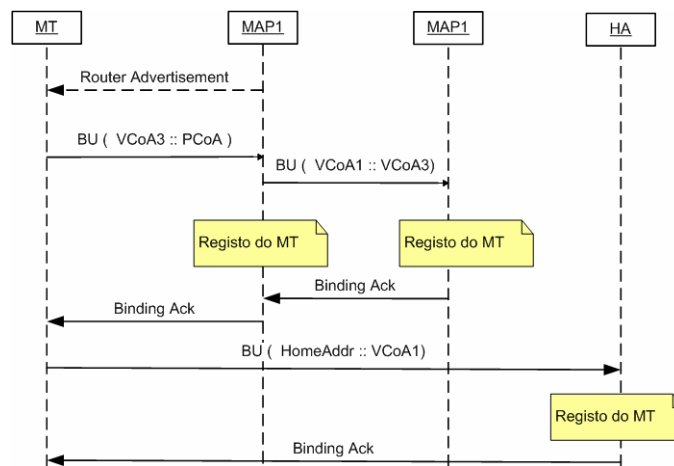 MT
MAP1
MAP1
HA
Router Advertisement
BU ( VCoA3 :: PCoA )
BU ( VCoA1 :: VCoA3)
Registo do MT
Registo do MT
Binding Ack
Binding Ack
BU ( HomeAddr :: VCoA1)
Registo do MT
Binding Ack